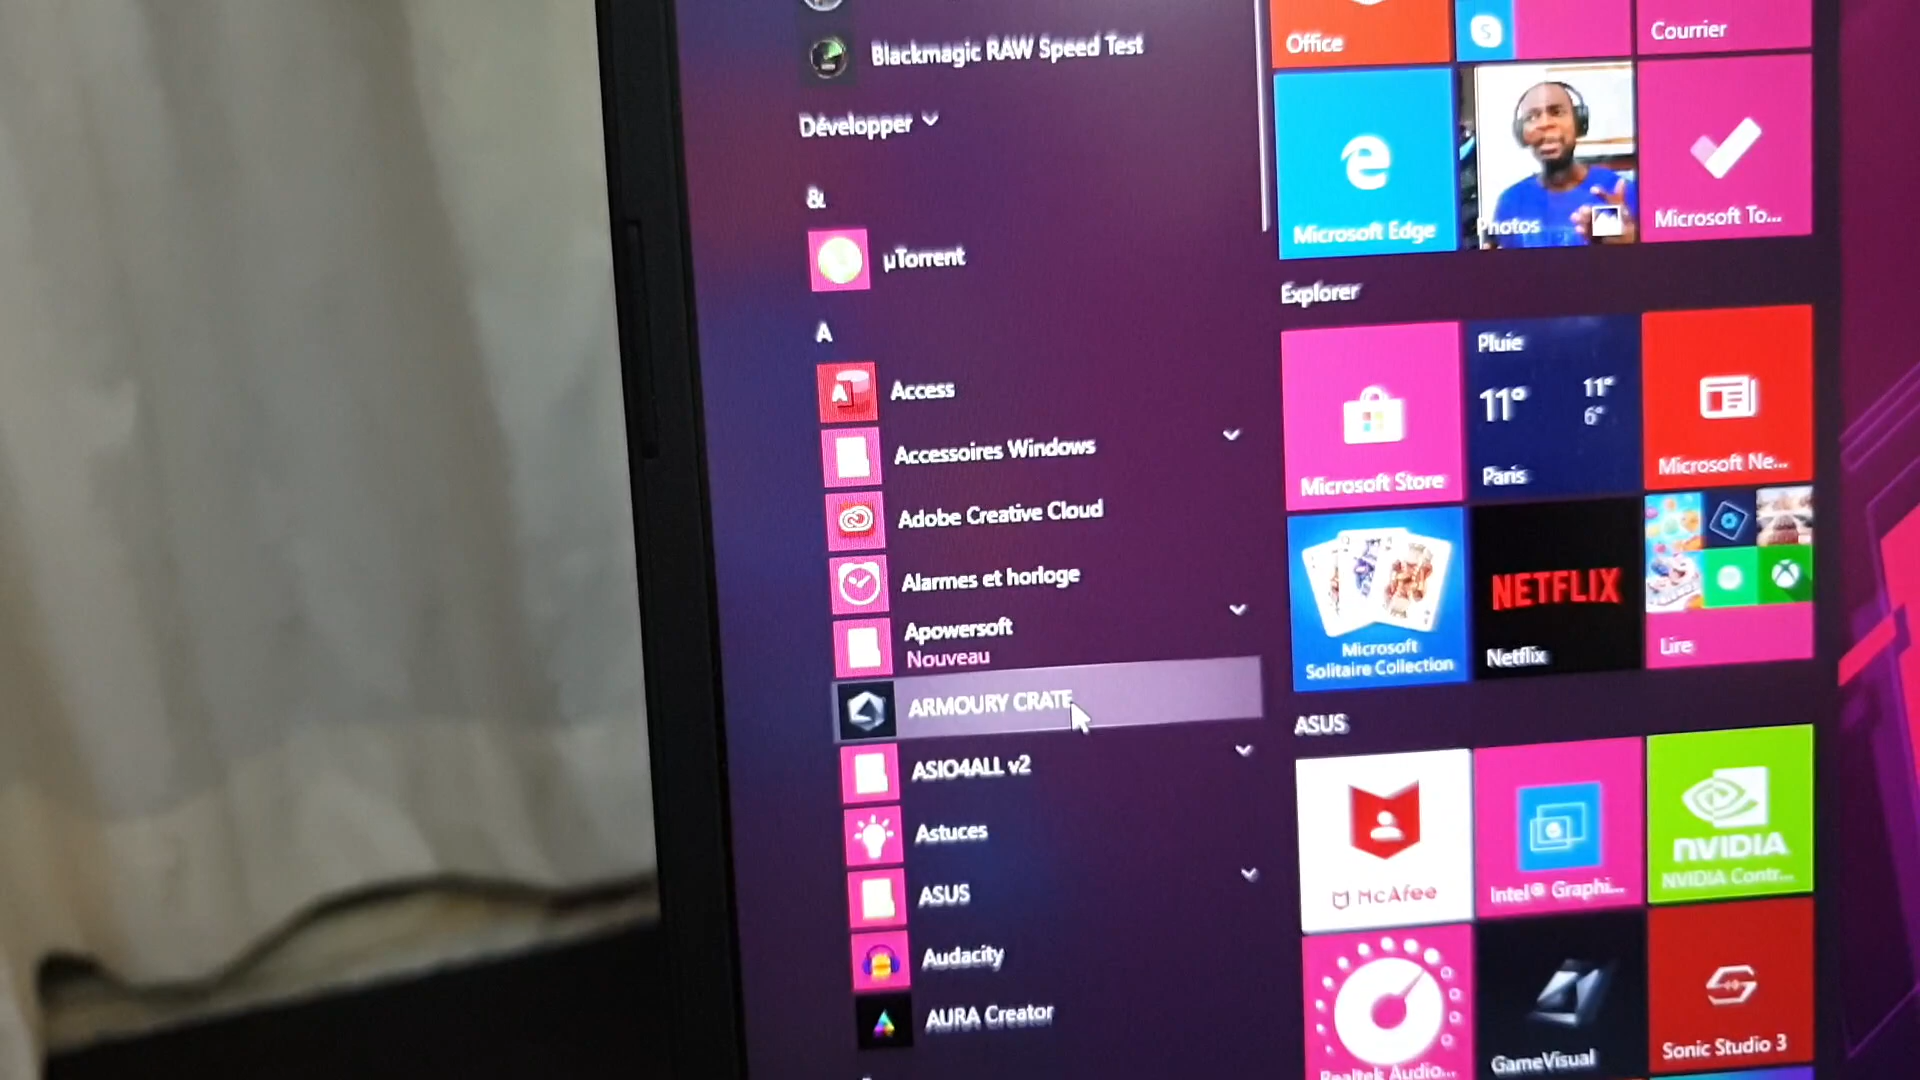 Blackmagic RAW Speed Test
Développer
&
µTorrent
A
Access
Accessoires Windows
Adobe Creative Cloud
Alarmes et horloge
Apowersoft
Nouveau
ARMOURY CRATE
ASIO4ALL v2
Astuces
ASUS
Audacity
AURA Creator
Office
S
Courrier
Microsoft Edge
Photos
Microsoft To...
Explorer
Microsoft Store
Pluie
11°
11°
6°
Paris
Microsoft Ne...
Microsoft
Solitaire Collection
NETFLIX
Netflix
Lire
ASUS
McAfee
Intel® Graphi...
NVIDIA
NVIDIA Contr...
Realtek Audio...
GameVisual
Sonic Studio 3